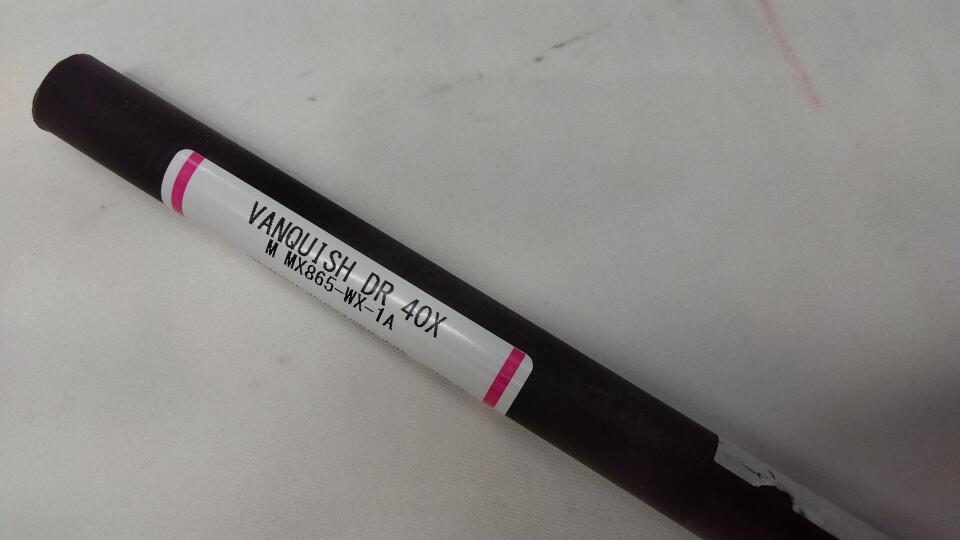 VANQUISH DR 40X
M MX865-WX-1A